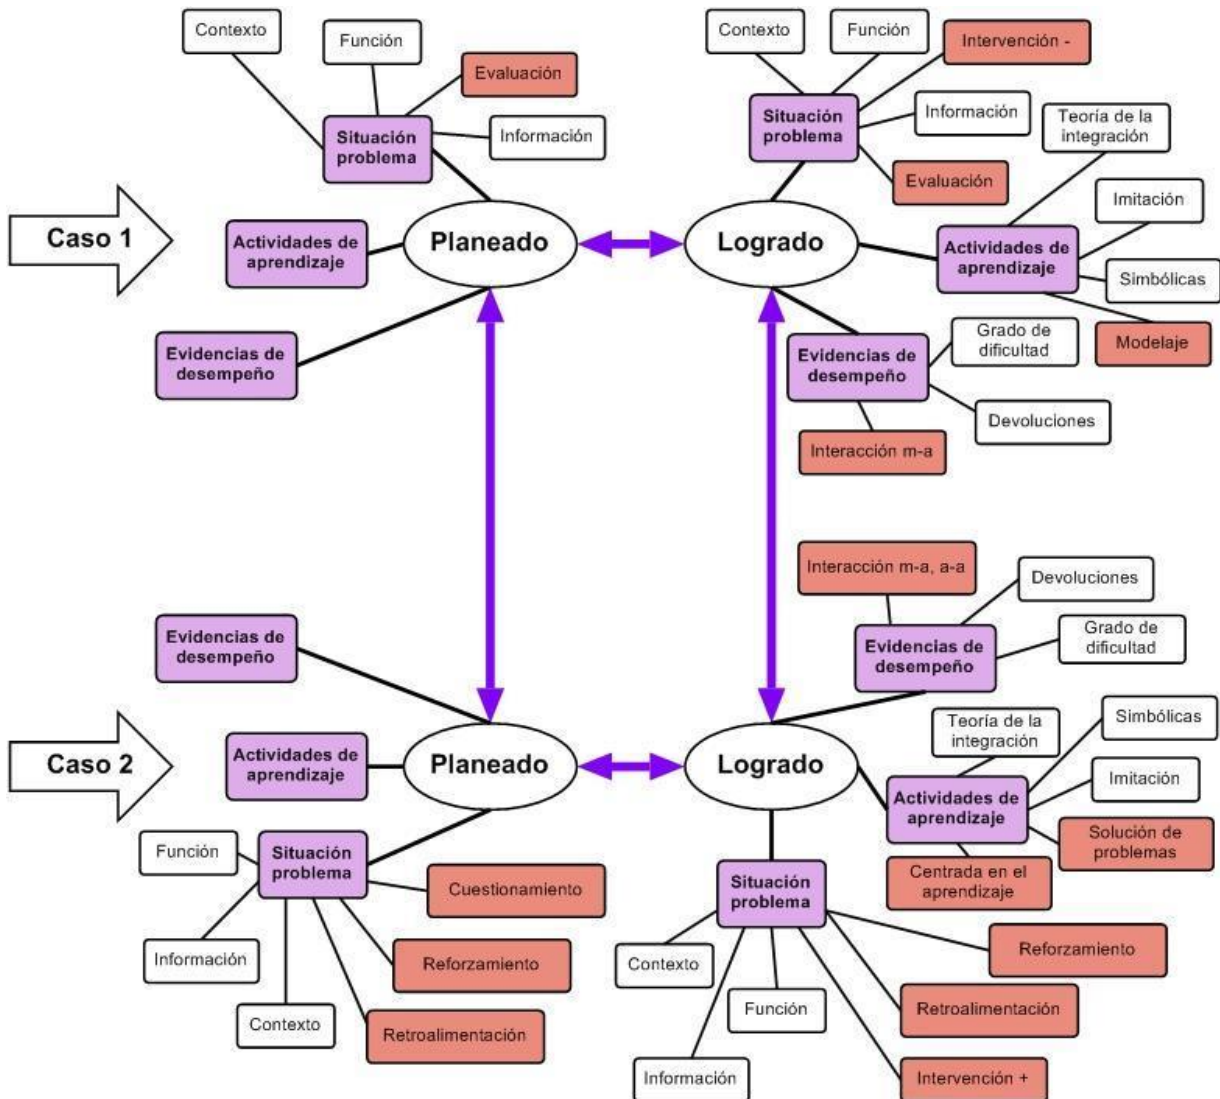 Contexto
Función
Evaluación
Situación
problema
Información
Caso 1
Actividades de
aprendizaje
Planeado
Evidencias de
desempeño
Contexto
Función
Intervención -
Situación
problema
Información
Evaluación
Teoría de la
integración
Imitación
Logrado
Actividades de
aprendizaje
Simbólicas
Modelaje
Evidencias de
desempeño
Grado de
dificultad
Devoluciones
Interacción m-a
Evidencias de
desempeño
Caso 2
Actividades de
aprendizaje
Planeado
Función
Situación
problema
Cuestionamiento
Información
Reforzamiento
Contexto
Retroalimentación
Interacción m-a, a-a
Devoluciones
Evidencias de
desempeño
Grado de
dificultad
Logrado
Teoría de la
integración
Simbólicas
Imitación
Actividades de
aprendizaje
Solución de
problemas
Centrada en el
aprendizaje
Situación
problema
Contexto
Reforzamiento
Función
Retroalimentación
Información
Intervención +